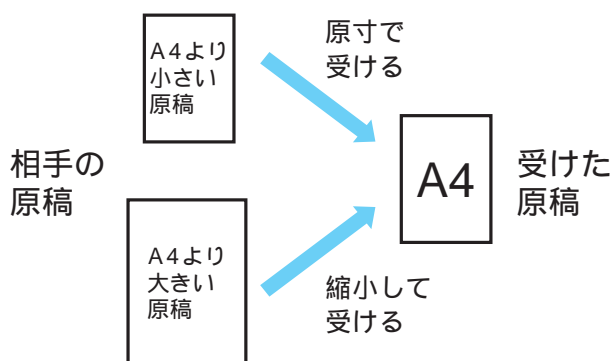 A4より
小さい
原稿
原寸で
受ける
相手の
原稿
A4
受けた
原稿
A4より
大きい
原稿
縮小して
受ける